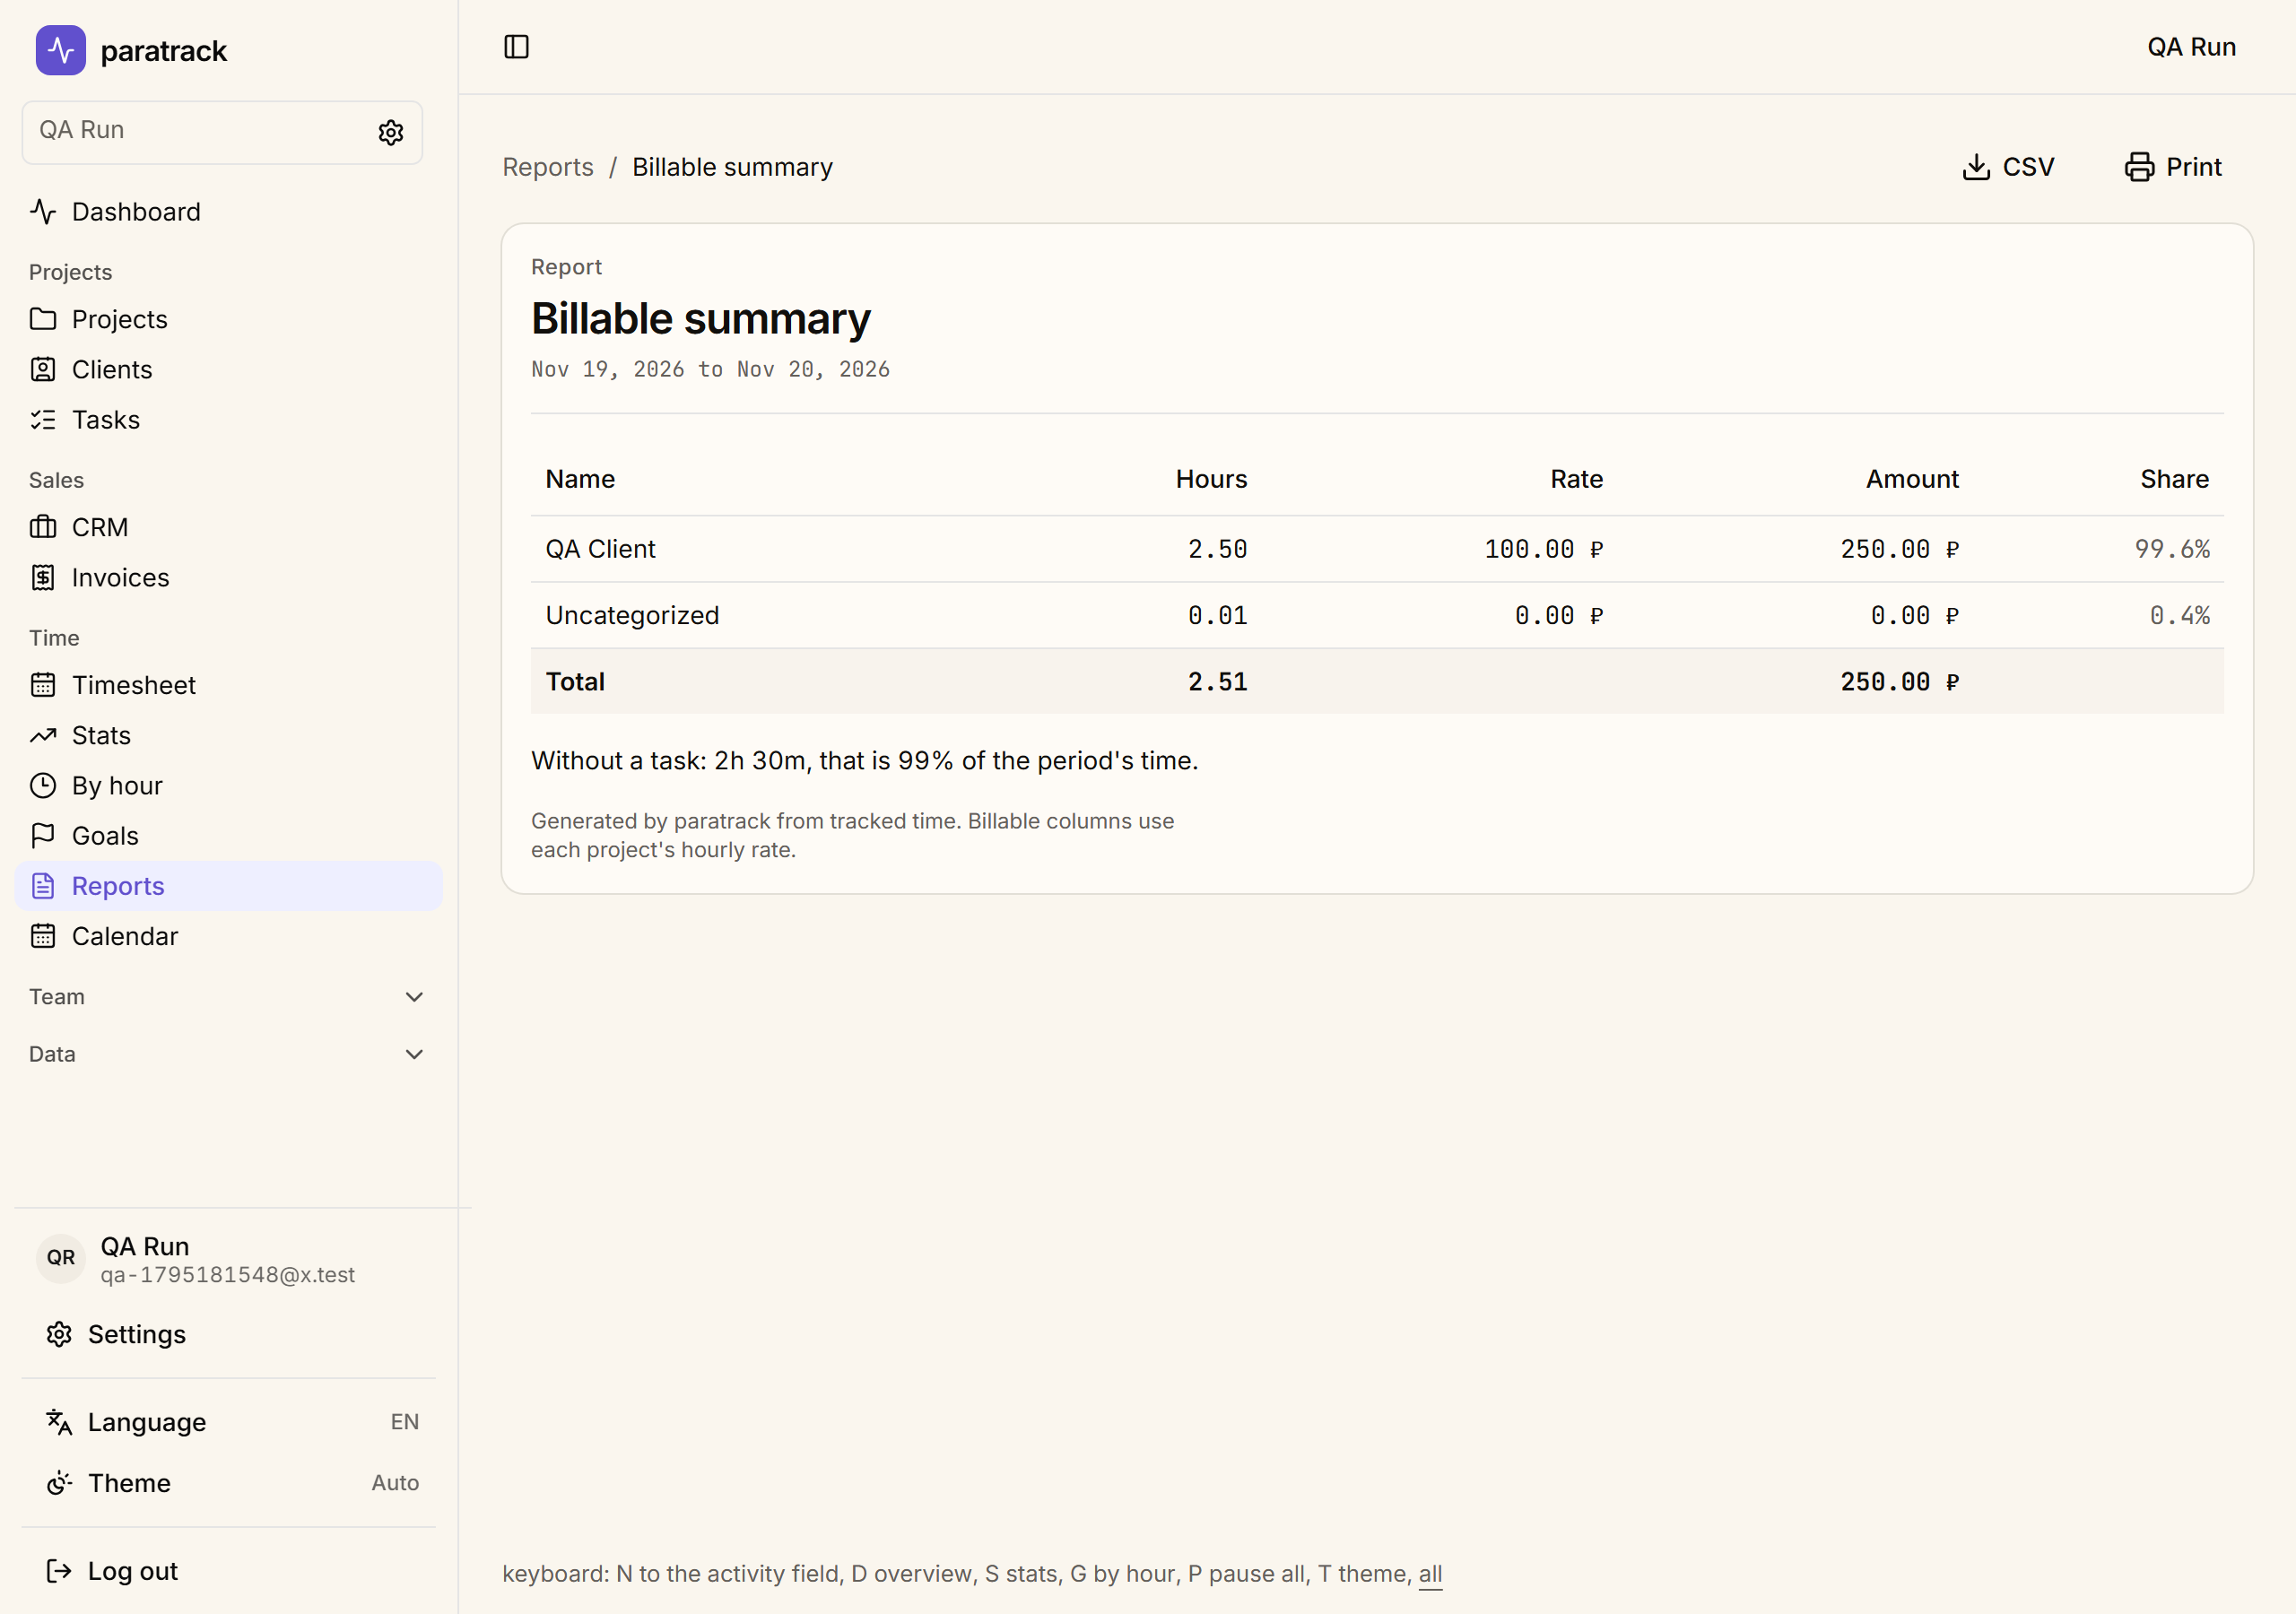 paratrack
QA Run
Dashboard
Projects
Projects
Clients
Tasks
Sales
CRM
Invoices
Time
Timesheet
Stats
By hour
Goals
Reports
Calendar
Team
Data
QR
QA Run
qa-1795181548@x.test
Settings
Language EN
Theme Auto
Log out
QA Run
Reports / Billable summary
CSV
Print
Report
Billable summary
Nov 19, 2026 to Nov 20, 2026
Name Hours Rate Amount Share
QA Client 2.50 100.00 ₽ 250.00 ₽ 99.6%
Uncategorized 0.01 0.00 ₽ 0.00 ₽ 0.4%
Total 2.51 250.00 ₽
Without a task: 2h 30m, that is 99% of the period's time.
Generated by paratrack from tracked time. Billable columns use
each project's hourly rate.
keyboard: N to the activity field, D overview, S stats, G by hour, P pause all, T theme, all